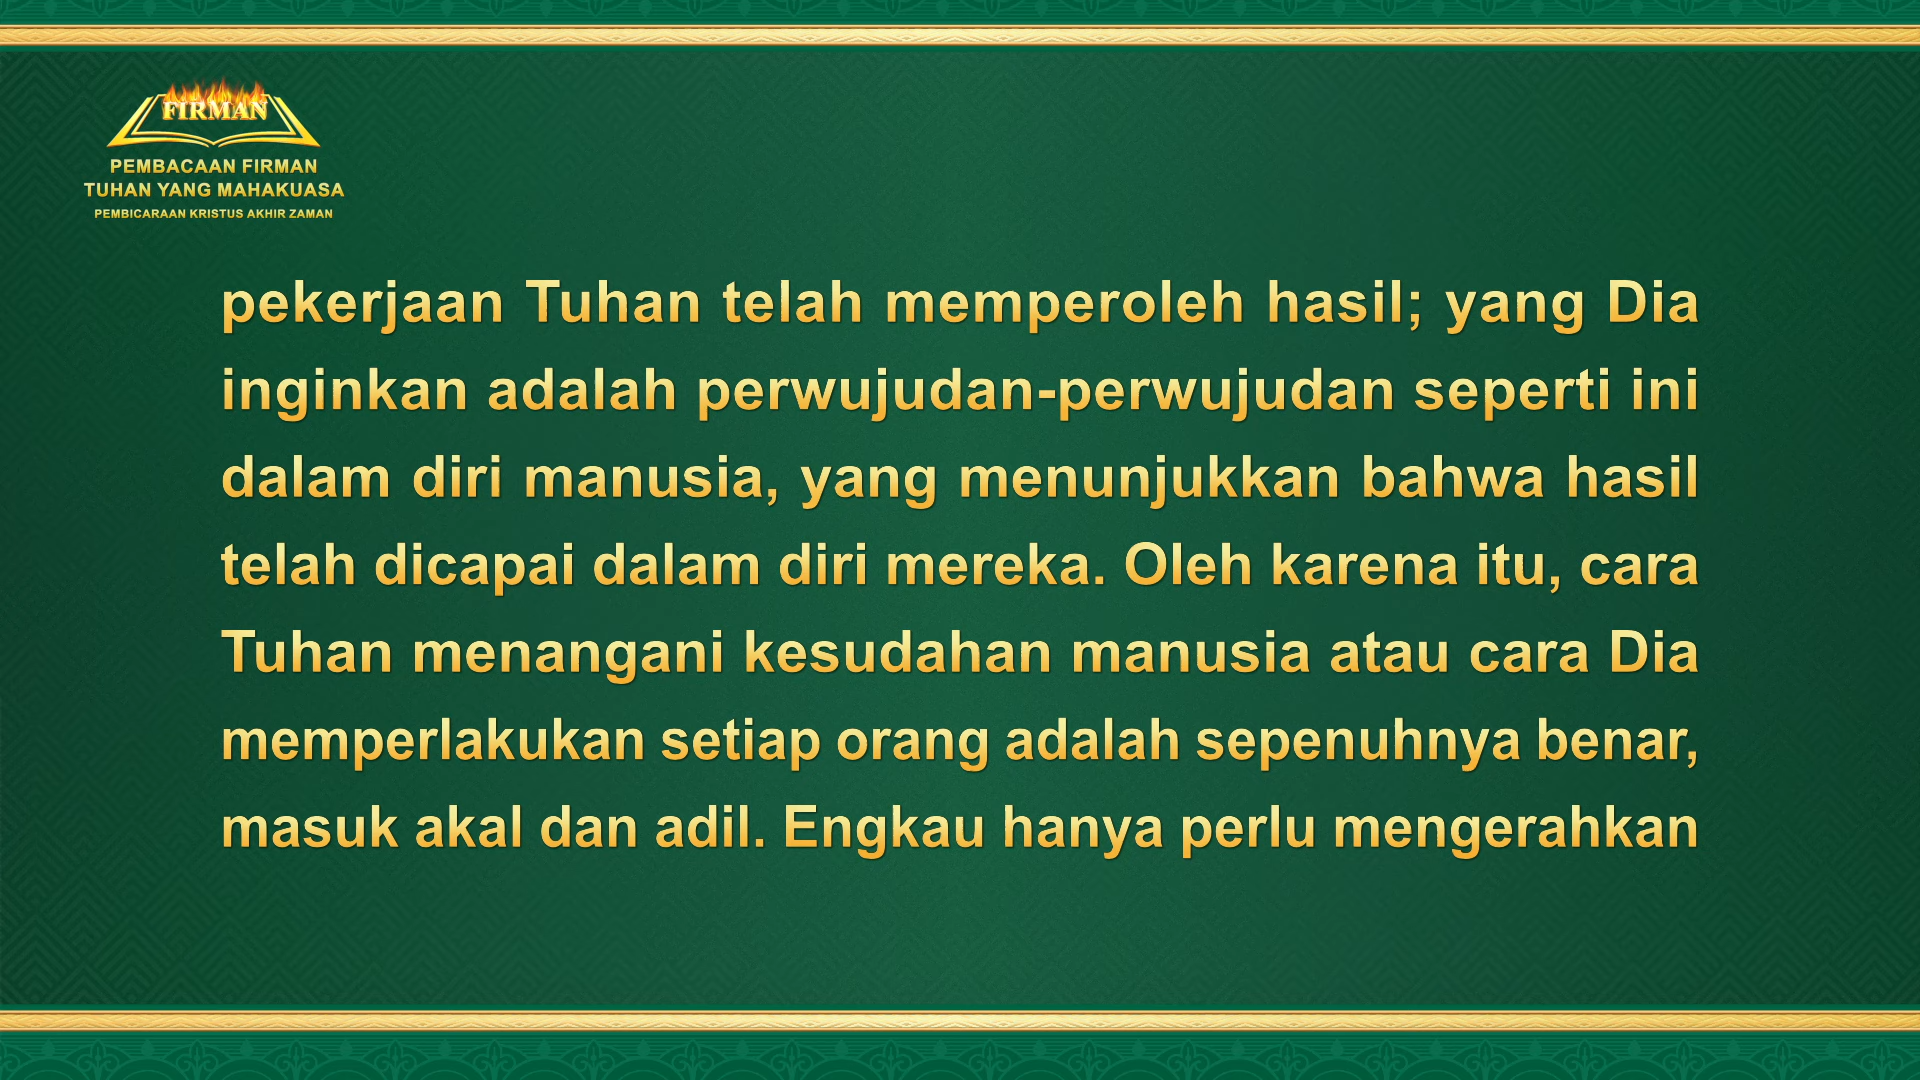 FIRMAN
PEMBACAAN FIRMAN
TUHAN YANG MAHAKUASA
PEMBICARAAN KRISTUS AKHIR ZAMAN
pekerjaan Tuhan telah memperoleh hasil; yang Dia
inginkan adalah perwujudan-perwujudan seperti ini
dalam diri manusia, yang menunjukkan bahwa hasil
telah dicapai dalam diri mereka. Oleh karena itu, cara
Tuhan menangani kesudahan manusia atau cara Dia
memperlakukan setiap orang adalah sepenuhnya benar,
masuk akal dan adil. Engkau hanya perlu mengerahkan